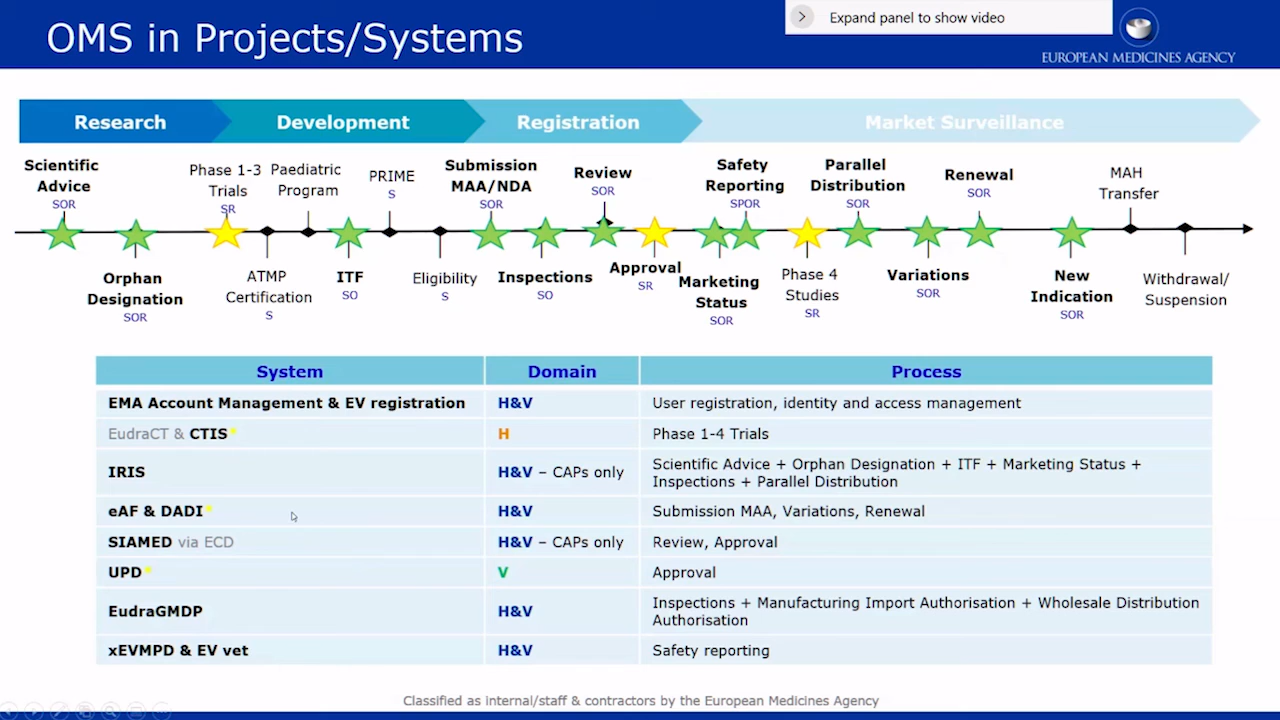 OMS in Projects/Systems
Expand panel to show video
EUROPEAN MEDICINES AGENCY
Research
Development
Registration
Market Surveillance
Scientific
Advice
SOR
Phase 1-3
Trials
SR
Paediatric
Program
PRIME
S
Submission
MAA/NDA
SOR
Review
SOR
Safety
Reporting
SPOR
Parallel
Distribution
SOR
Renewal
SOR
MAH
Transfer
Orphan
Designation
SOR
ATMP
Certification
S
ITF
SO
Eligibility
S
Inspections
SO
Approval
SR
Marketing
Status
SOR
Phase 4
Studies
SR
Variations
SOR
New
Indication
SOR
Withdrawal/
Suspension
System Domain Process
EMA Account Management & EV registration H&V User registration, identity and access management
EudraCT & CTIS* H Phase 1-4 Trials
IRIS H&V – CAPs only Scientific Advice + Orphan Designation + ITF + Marketing Status +
Inspections + Parallel Distribution
eAF & DADI* H&V Submission MAA, Variations, Renewal
SIAMED via ECD H&V – CAPs only Review, Approval
UPD* V Approval
EudraGMDP H&V Inspections + Manufacturing Import Authorisation + Wholesale Distribution
Authorisation
xEVMPD & EV vet H&V Safety reporting
Classified as internal/staff & contractors by the European Medicines Agency